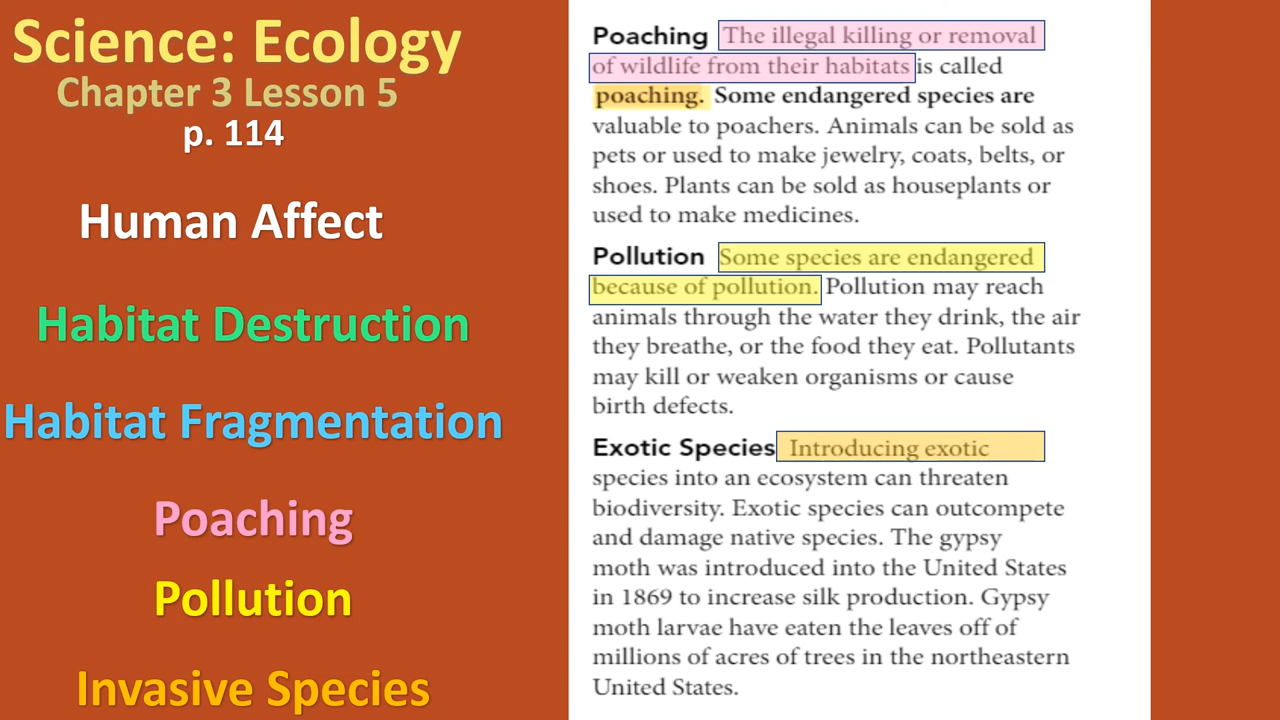 Science: Ecology
Chapter 3 Lesson 5
p. 114
Human Affect
Habitat Destruction
Habitat Fragmentation
Poaching
Pollution
Invasive Species
Poaching The illegal killing or removal
of wildlife from their habitats is called
poaching. Some endangered species are
valuable to poachers. Animals can be sold as
pets or used to make jewelry, coats, belts, or
shoes. Plants can be sold as houseplants or
used to make medicines.
Pollution Some species are endangered
because of pollution. Pollution may reach
animals through the water they drink, the air
they breathe, or the food they eat. Pollutants
may kill or weaken organisms or cause
birth defects.
Exotic Species Introducing exotic
species into an ecosystem can threaten
biodiversity. Exotic species can outcompete
and damage native species. The gypsy
moth was introduced into the United States
in 1869 to increase silk production. Gypsy
moth larvae have eaten the leaves off of
millions of acres of trees in the northeastern
United States.